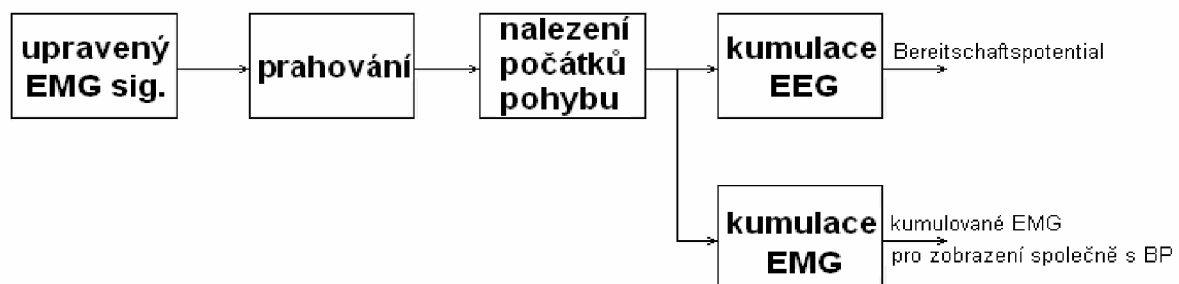 upravený
EMG sig.
prahování
nalezení
počátků
pohybu
kumulace
EEG
Bereitschaftspotential
kumulace
EMG
kumulované EMG
pro zobrazení společně s BP